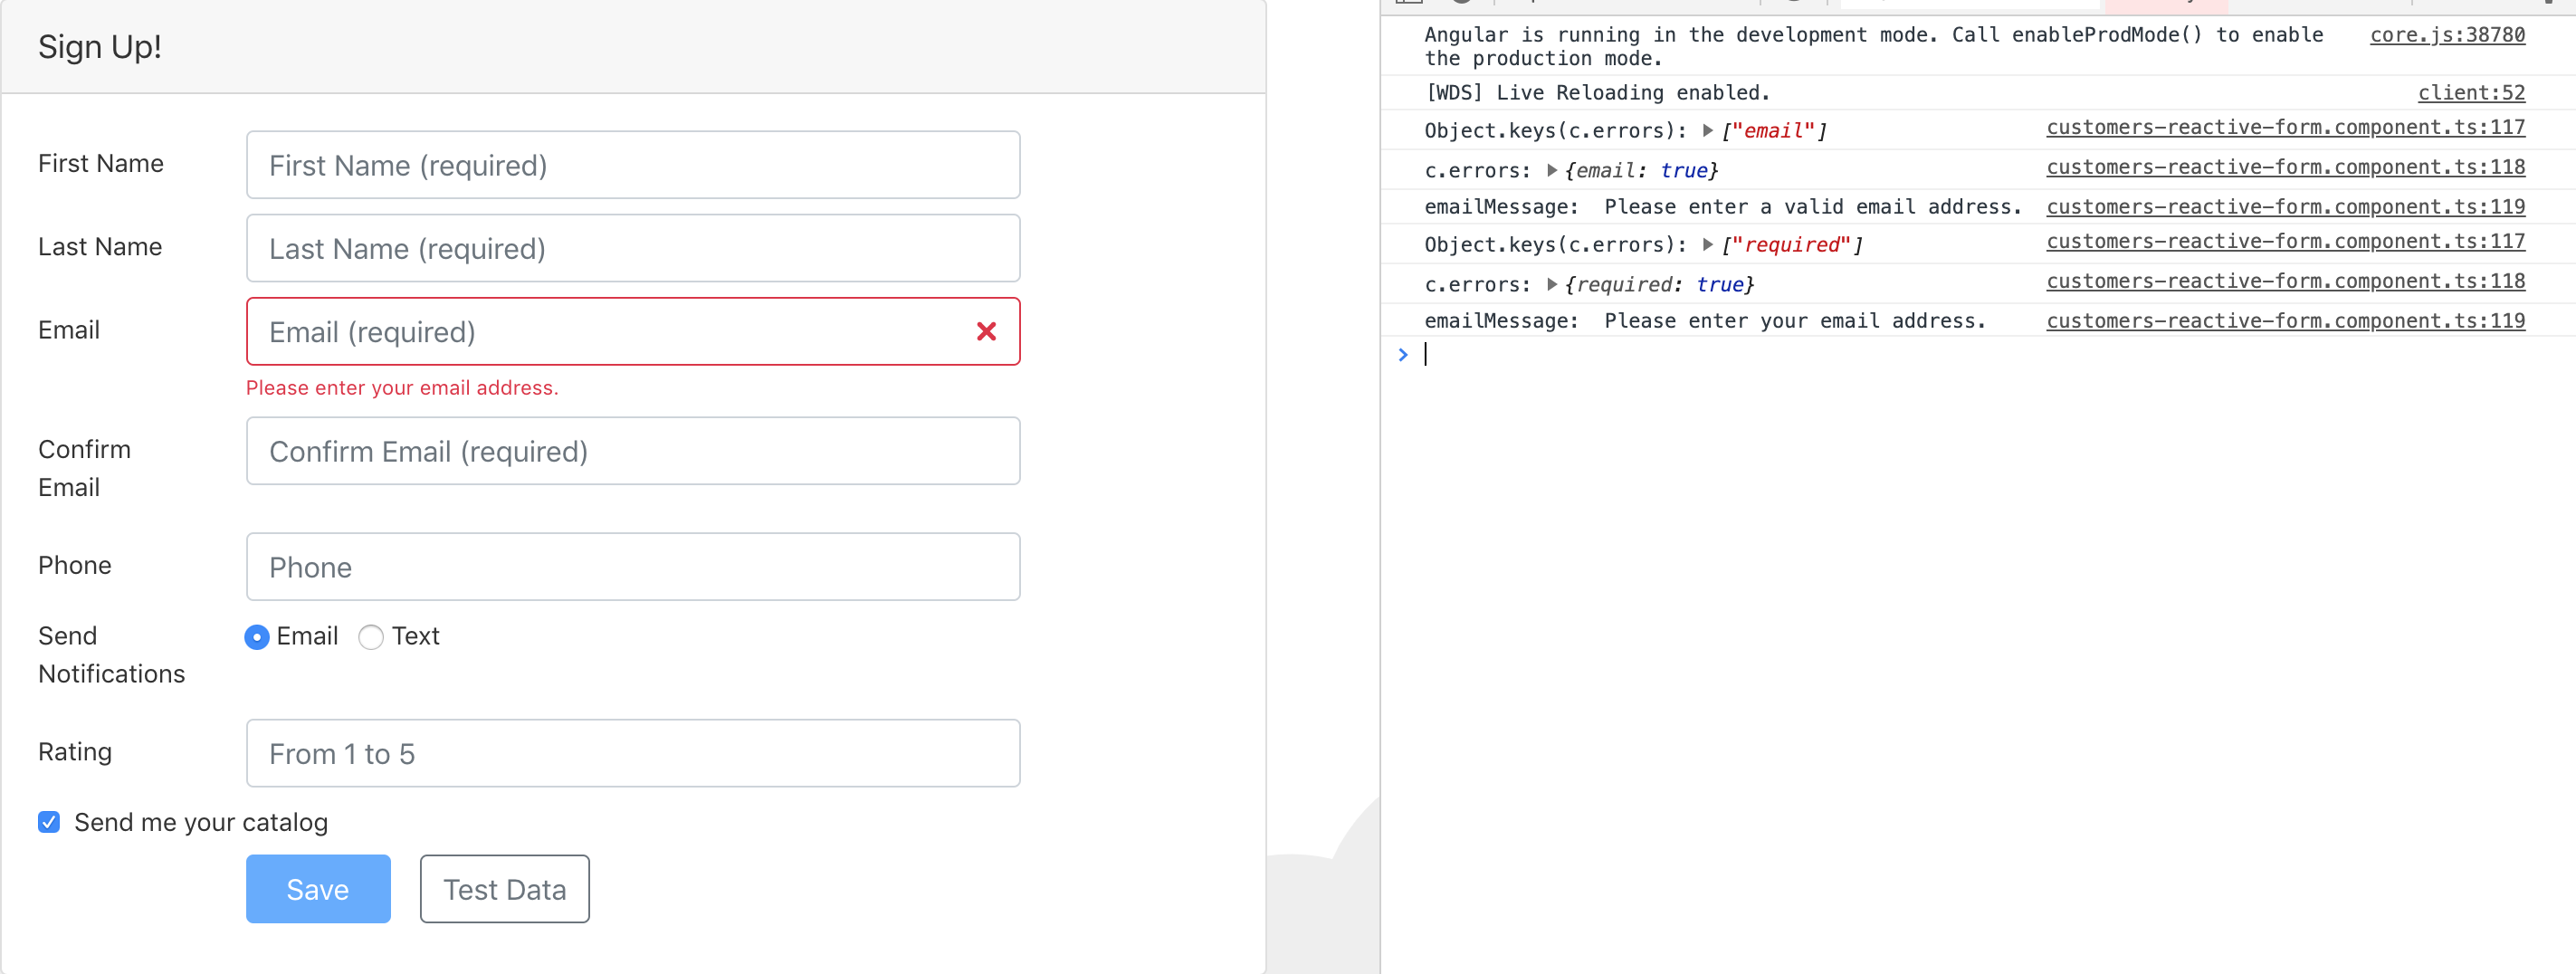 Sign Up!
First Name
First Name (required)
Last Name
Last Name (required)
Email
Email (required)
Please enter your email address.
Confirm
Email
Confirm Email (required)
Phone
Phone
Send
Notifications
Email
Text
Rating
From 1 to 5
Send me your catalog
Save
Test Data
Angular is running in the development mode. Call enableProdMode() to enable core.js:38780
the production mode.
[WDS] Live Reloading enabled. client:52
Object.keys(c.errors): ▶ ["email"] customers-reactive-form.component.ts:117
c.errors: ▶ {email: true} customers-reactive-form.component.ts:118
emailMessage: Please enter a valid email address. customers-reactive-form.component.ts:119
Object.keys(c.errors): ▶ ["required"] customers-reactive-form.component.ts:117
c.errors: ▶ {required: true} customers-reactive-form.component.ts:118
emailMessage: Please enter your email address. customers-reactive-form.component.ts:119